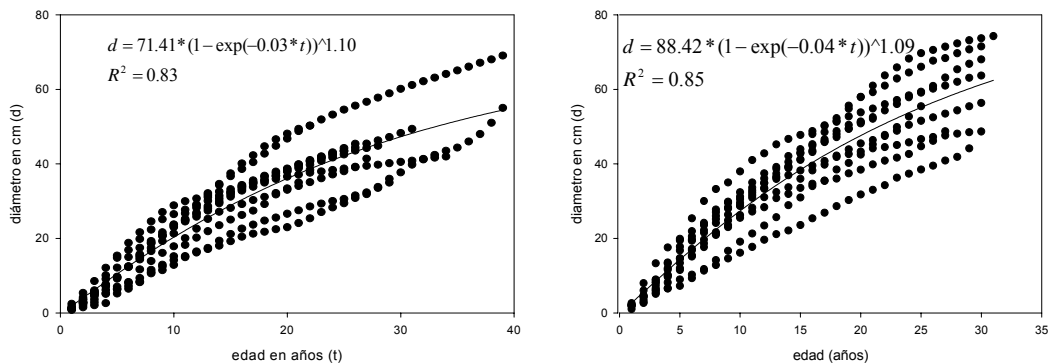 d = 71.41*(1−exp(−0.03*t))^1.10
R² = 0.83
80
60
40
20
0
diámetro en cm (d)
0 10 20 30 40
edad en años (t)
d = 88.42*(1−exp(−0.04*t))^1.09
R² = 0.85
80
60
40
20
0
diámetro en cm (d)
0 5 10 15 20 25 30 35
edad (años)